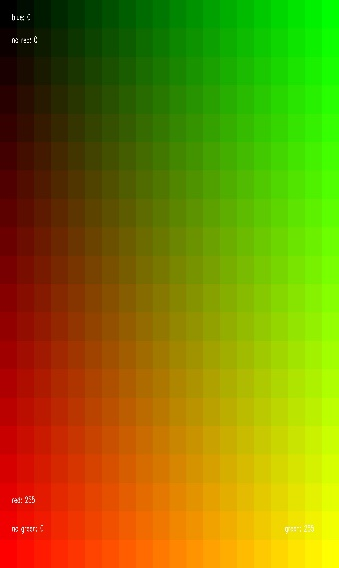 blue: 0
no red: 0
red: 255
no green: 0
green: 255